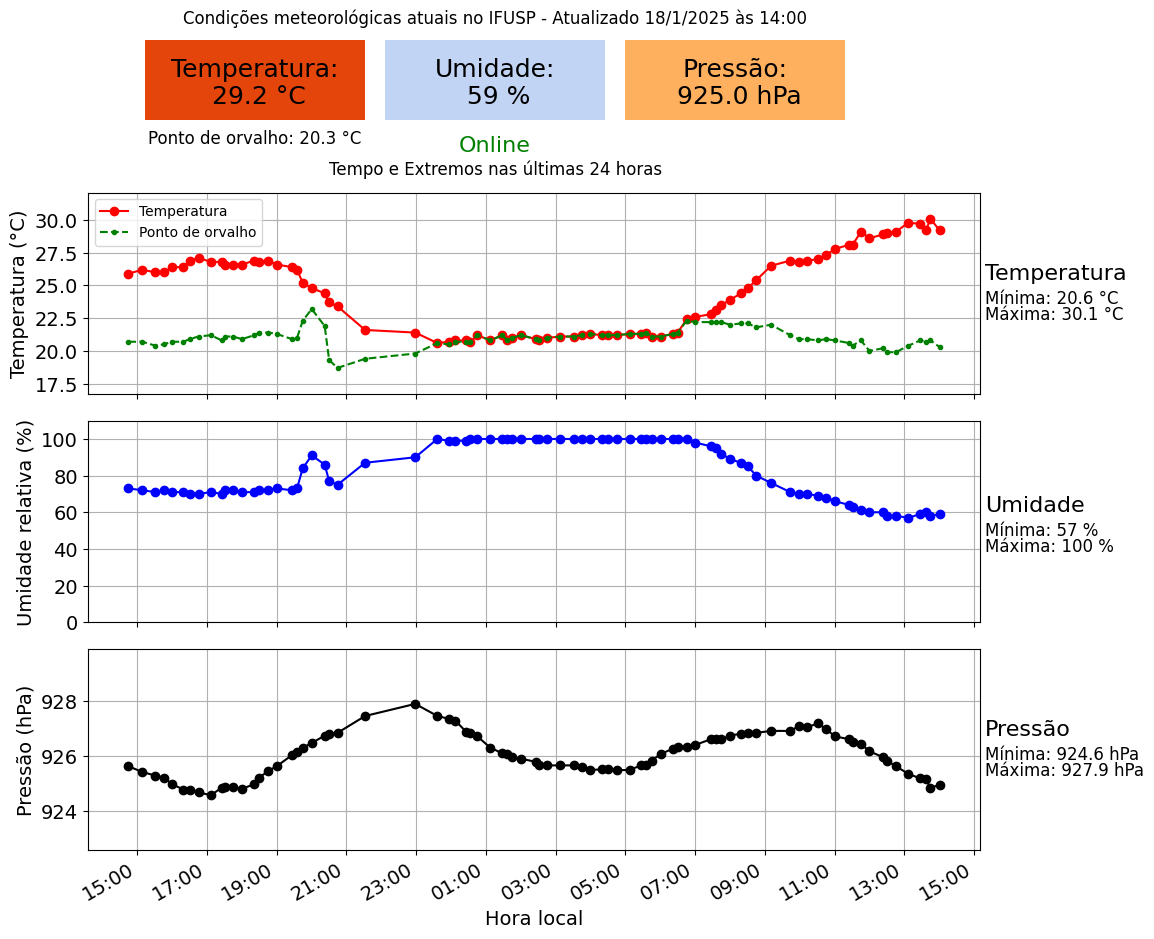 Condições meteorológicas atuais no IFUSP - Atualizado 18/1/2025 às 14:00
Temperatura:
29.2 °C
Umidade:
59 %
Pressão:
925.0 hPa
Ponto de orvalho: 20.3 °C
Online
Tempo e Extremos nas últimas 24 horas
Temperatura (°C)
30.0
27.5
25.0
22.5
20.0
17.5
Temperatura
Ponto de orvalho
Temperatura
Mínima: 20.6 °C
Máxima: 30.1 °C
Umidade relativa (%)
100
80
60
40
20
0
Umidade
Mínima: 57 %
Máxima: 100 %
Pressão (hPa)
928
926
924
Pressão
Mínima: 924.6 hPa
Máxima: 927.9 hPa
15:00
17:00
19:00
21:00
23:00
01:00
03:00
05:00
07:00
09:00
11:00
13:00
15:00
Hora local